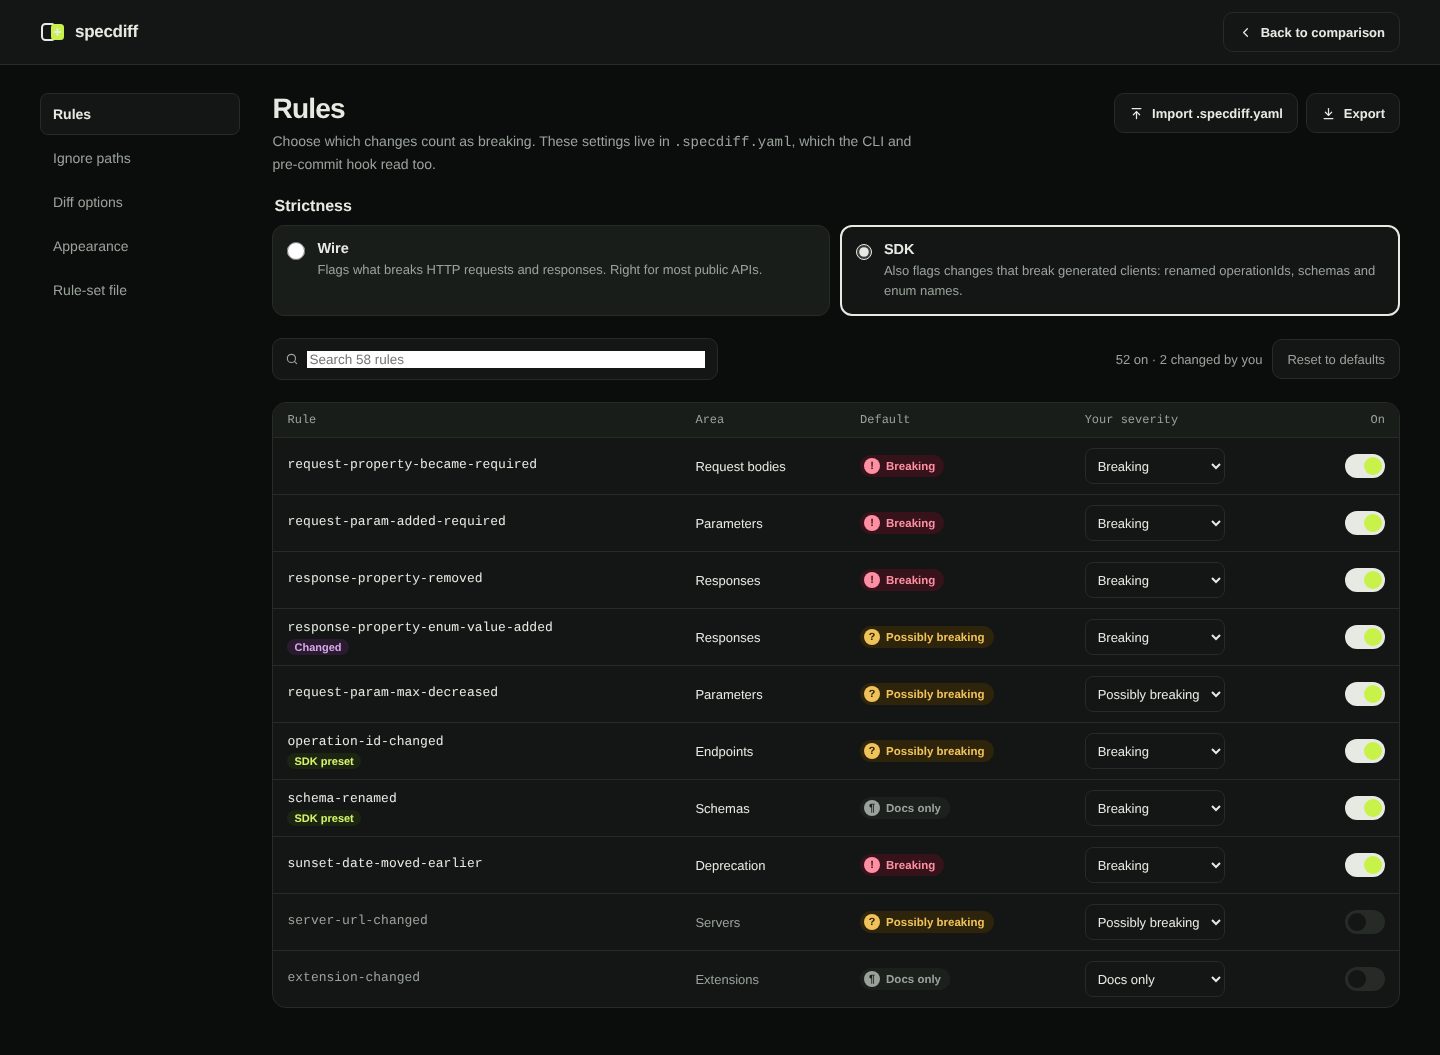 specdiff
Back to comparison
Rules
Ignore paths
Diff options
Appearance
Rule-set file
Rules
Import .specdiff.yaml
Export
Choose which changes count as breaking. These settings live in .specdiff.yaml, which the CLI and
pre-commit hook read too.
Strictness
Wire
Flags what breaks HTTP requests and responses. Right for most public APIs.
SDK
Also flags changes that break generated clients: renamed operationIds, schemas and
enum names.
Search 58 rules
52 on · 2 changed by you
Reset to defaults
Rule Area Default Your severity On
request-property-became-required Request bodies ! Breaking Breaking
request-param-added-required Parameters ! Breaking Breaking
response-property-removed Responses ! Breaking Breaking
response-property-enum-value-added Responses ? Possibly breaking Breaking
Changed
request-param-max-decreased Parameters ? Possibly breaking Possibly breaking
operation-id-changed Endpoints ? Possibly breaking Breaking
SDK preset
schema-renamed Schemas ¶ Docs only Breaking
SDK preset
sunset-date-moved-earlier Deprecation ! Breaking Breaking
server-url-changed Servers ? Possibly breaking Possibly breaking
extension-changed Extensions ¶ Docs only Docs only